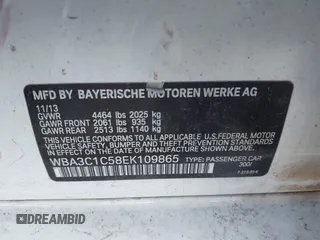 MFD BY BAYERISCHE MOTOREN WERKE AG
11/13
GVWR 4464 lbs 2025 kg
GAWR FRONT 2061 lbs 935 kg
GAWR REAR 2513 lbs 1140 kg
THIS VEHICLE CONFORMS TO ALL APPLICABLE U.S. FEDERAL MOTOR
VEHICLE SAFETY, BUMPER, AND THEFT PREVENTION STANDARDS IN
EFFECT ON THE DATE OF MANUFACTURE SHOWN ABOVE.
WBA3C1C58EK109865 TYPE: PASSENGER CAR
DREAMBID